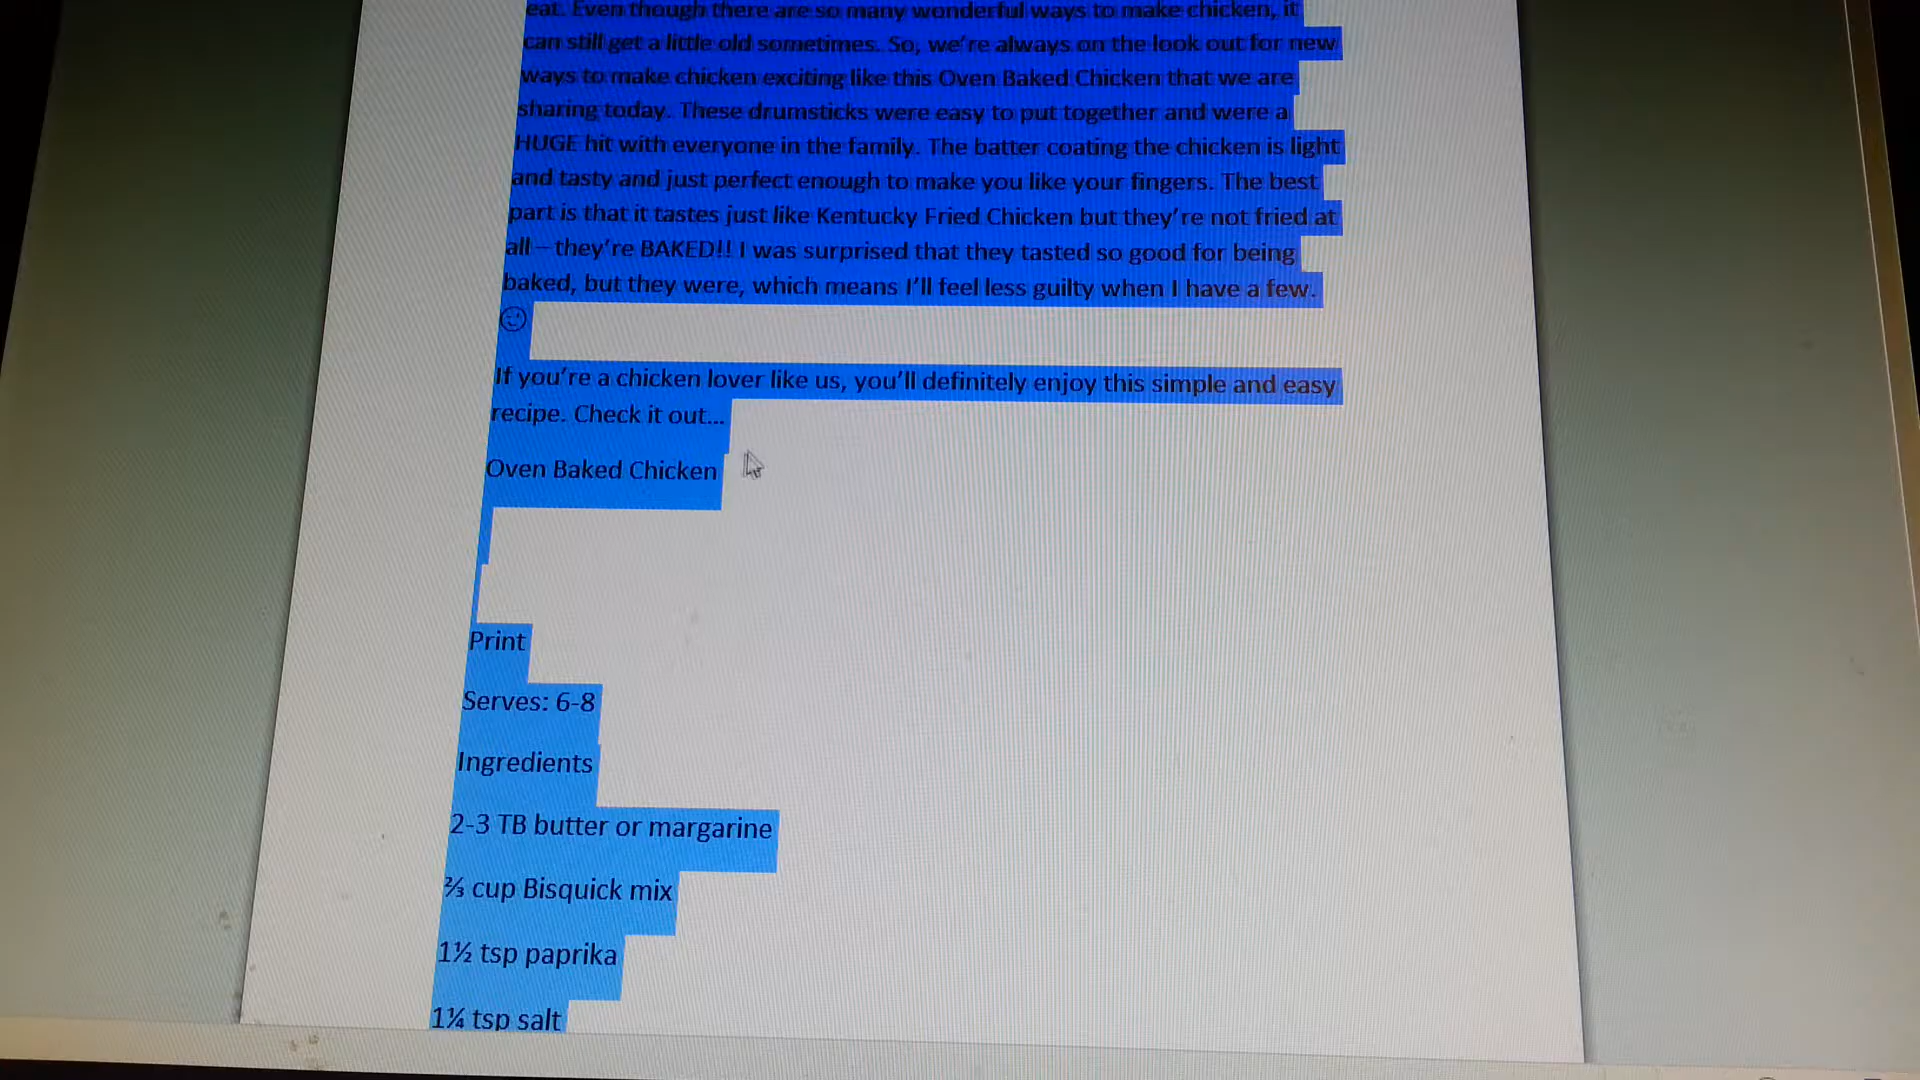 eat. Even though there are so many wonderful ways to make chicken, it
can still get a little old sometimes. So, we're always on the look out for new
ways to make chicken exciting like this Oven Baked Chicken that we are
sharing today. These drumsticks were easy to put together and were a
HUGE hit with everyone in the family. The batter coating the chicken is light
and tasty and just perfect enough to make you like your fingers. The best
part is that it tastes just like Kentucky Fried Chicken but they're not fried at
all – they're BAKED!! I was surprised that they tasted so good for being
baked, but they were, which means I'll feel less guilty when I have a few.
If you're a chicken lover like us, you'll definitely enjoy this simple and easy
recipe. Check it out...
Oven Baked Chicken
Print
Serves: 6-8
Ingredients
2-3 TB butter or margarine
⅔ cup Bisquick mix
1½ tsp paprika
1¼ tsp salt